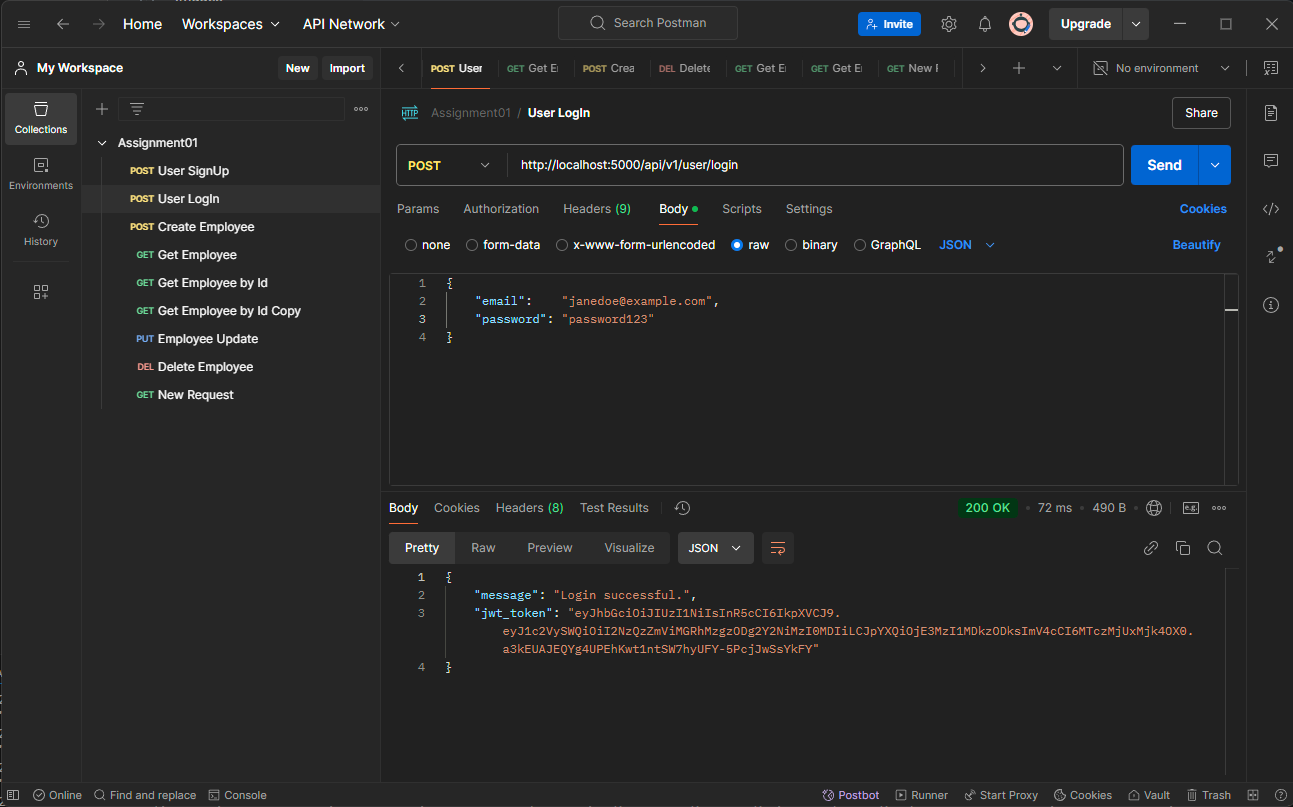 Home
Workspaces
API Network
Search Postman
Invite
Upgrade
My Workspace
New
Import
POST User
GET Get E
POST Crea
DEL Delete
GET Get E
GET Get E
GET New
No environment
Collections
Environments
History
Assignment01
POST User SignUp
POST User LogIn
POST Create Employee
GET Get Employee
GET Get Employee by Id
GET Get Employee by Id Copy
PUT Employee Update
DEL Delete Employee
GET New Request
HTTP Assignment01 / User LogIn
Share
POST
http://localhost:5000/api/v1/user/login
Send
Params Authorization Headers (9) Body Scripts Settings
Cookies
none form-data x-www-form-urlencoded raw binary GraphQL JSON
Beautify
1 {
2 "email": "janedoe@example.com",
3 "password": "password123"
4 }
Body Cookies Headers (8) Test Results
200 OK • 72 ms • 490 B •
e.g.
Pretty Raw Preview Visualize JSON
1 {
2 "message": "Login successful.",
3 "jwt_token": "eyJhbGciOiJIUzI1NiIsInR5cCI6IkpXVCJ9.
eyJ1c2VySWQiOiI2NzQzZmViMGRhMzgzODg2Y2NiMzI0MDIiLCJpYXQiOjE3MzI1MDkzODksImV4cCI6MTczMjUxMjk4OX0.
a3kEUAJEQYg4UPEhKwt1ntSW7hyUFY-5PcjJwSsYkFY"
4 }
Online
Find and replace
Console
Postbot
Runner
Start Proxy
Cookies
Vault
Trash